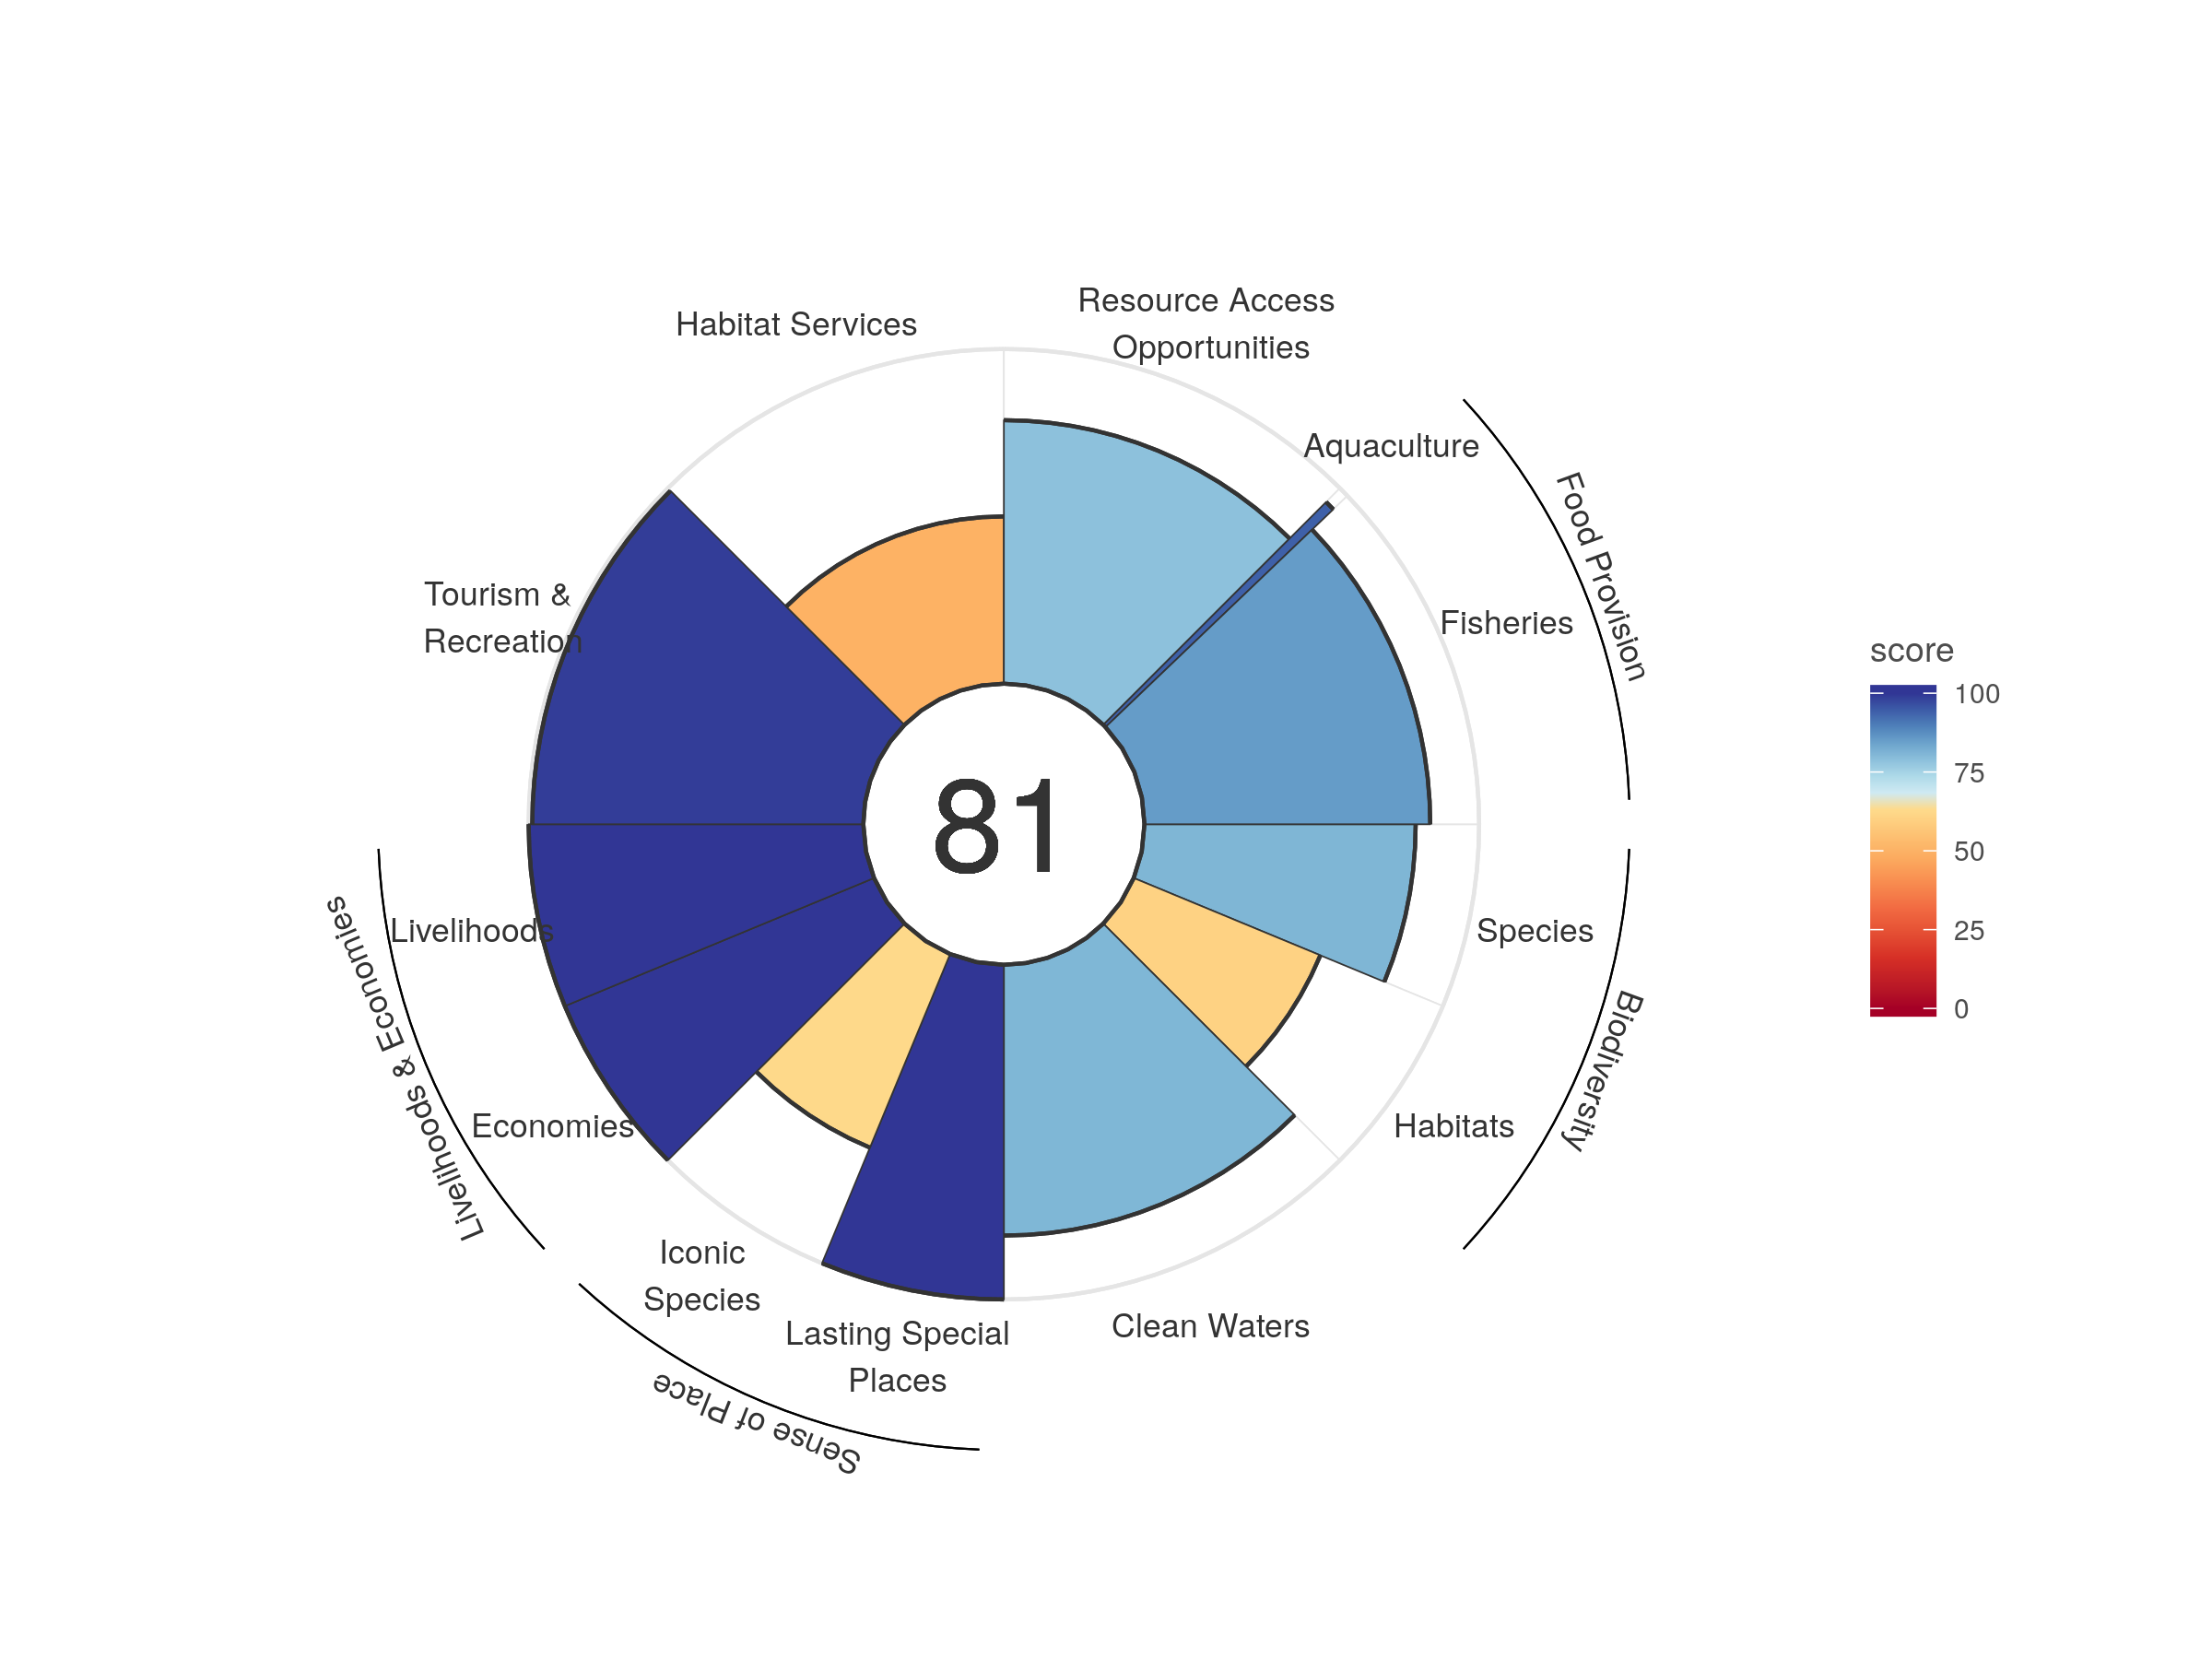 Resource Access
Opportunities
Habitat Services
Aquaculture
Food Provision
Tourism &
Recreation
Fisheries
score
100
75
50
25
0
81
Livelihoods
Species
Livelihoods & Economies
Biodiversity
Economies
Habitats
Iconic
Species
Lasting Special
Places
Clean Waters
Sense of Place